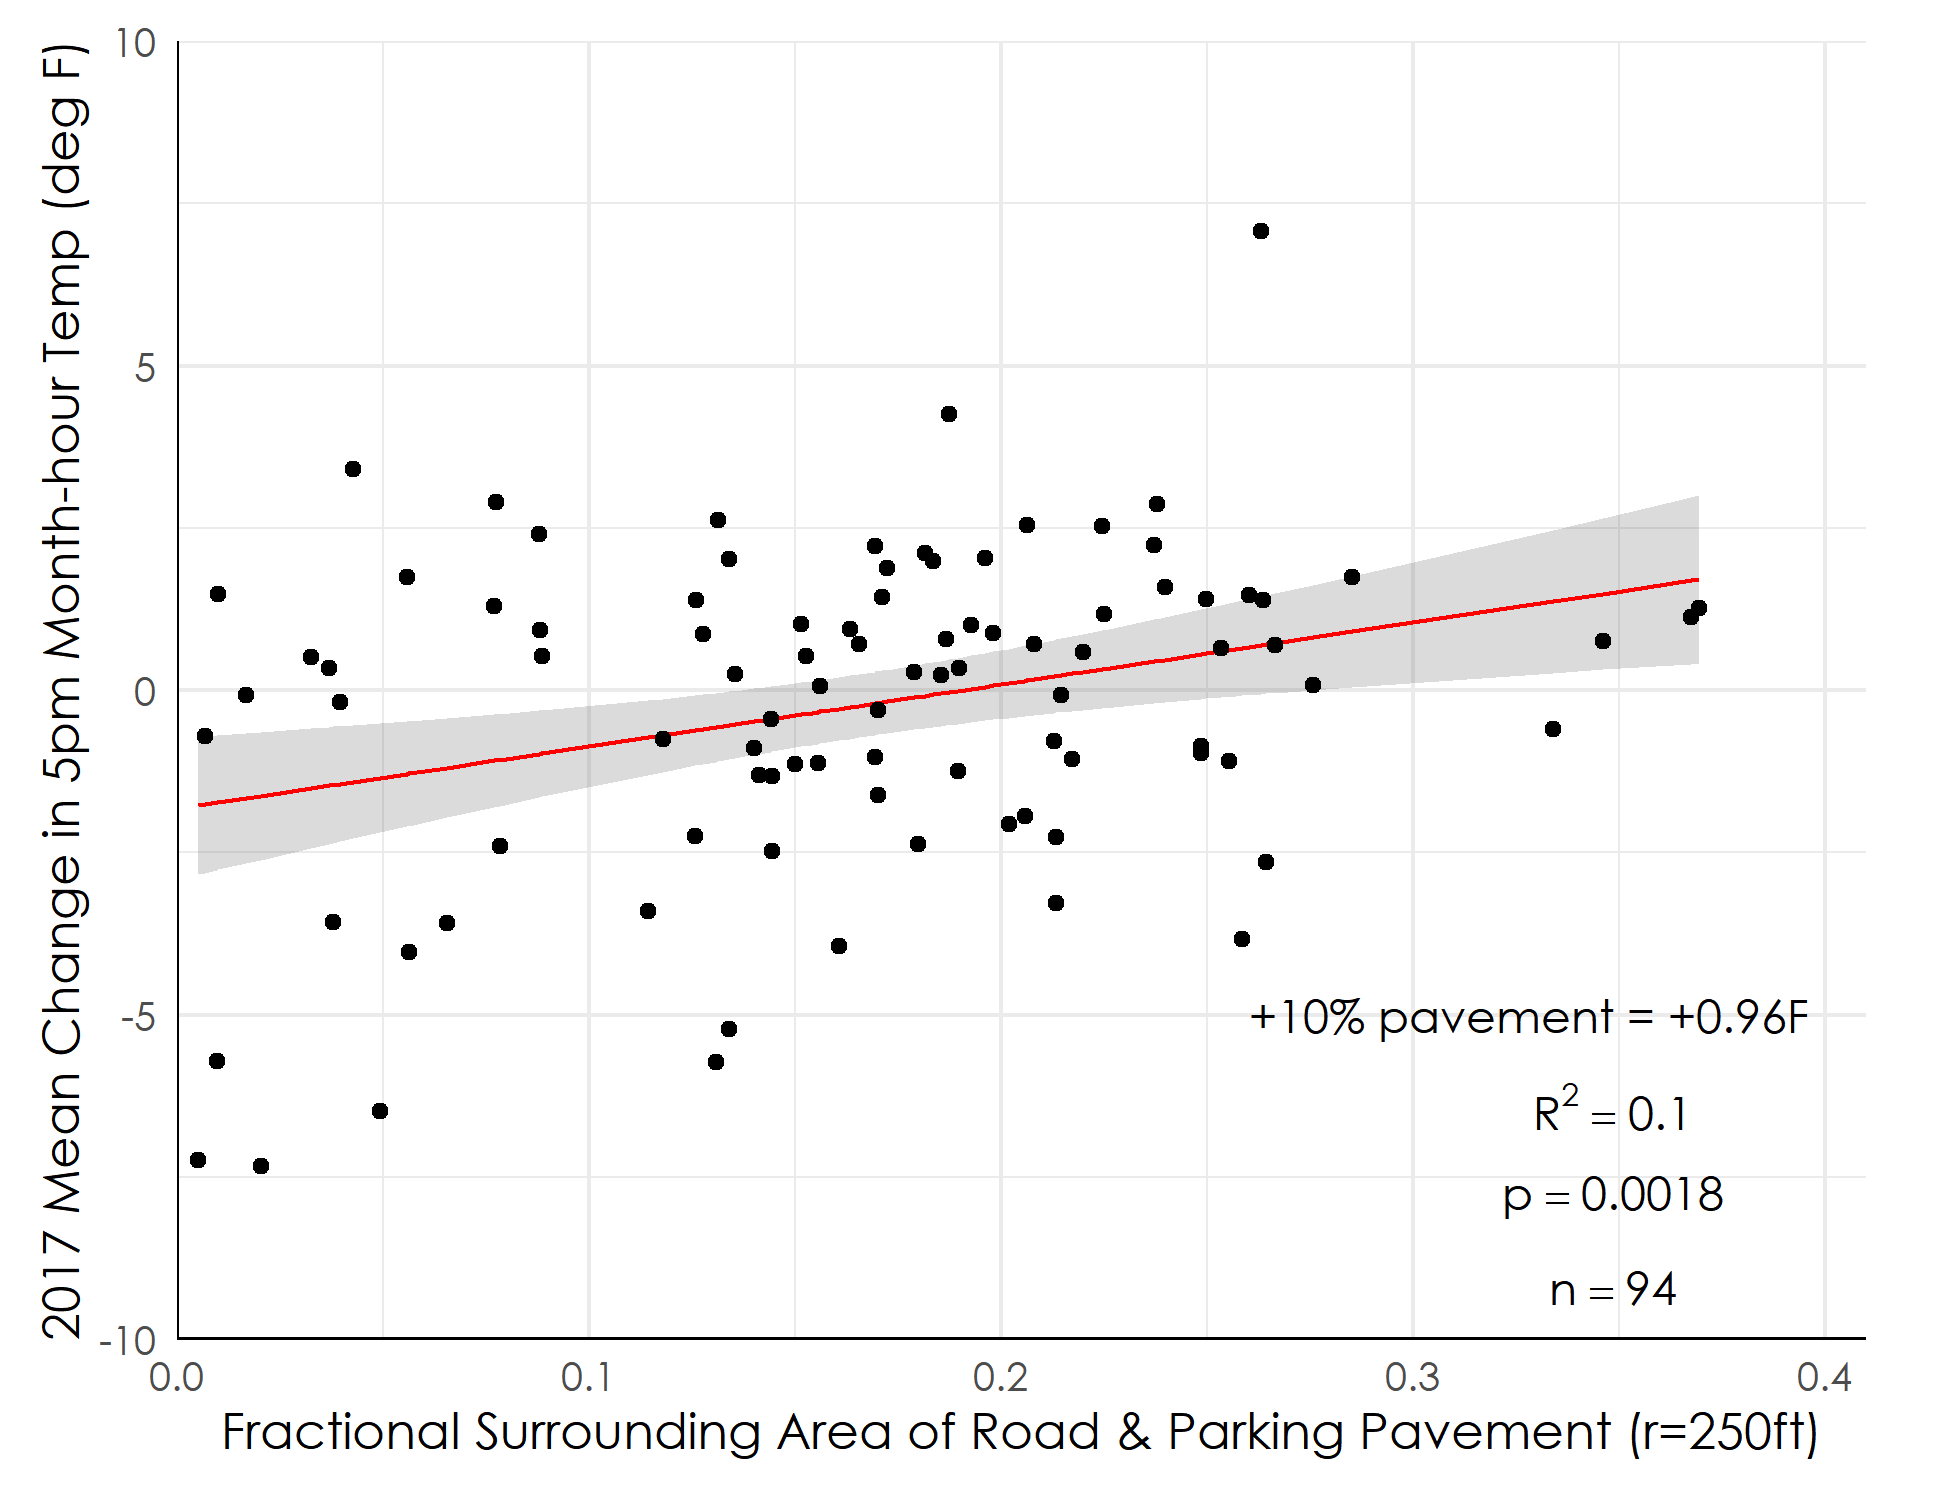 2017 Mean Change in 5pm Month-hour Temp (deg F)
10
5
0
-5
-10
+10% pavement = +0.96F
R² = 0.1
p = 0.0018
n = 94
0.0 0.1 0.2 0.3 0.4
Fractional Surrounding Area of Road & Parking Pavement (r=250ft)